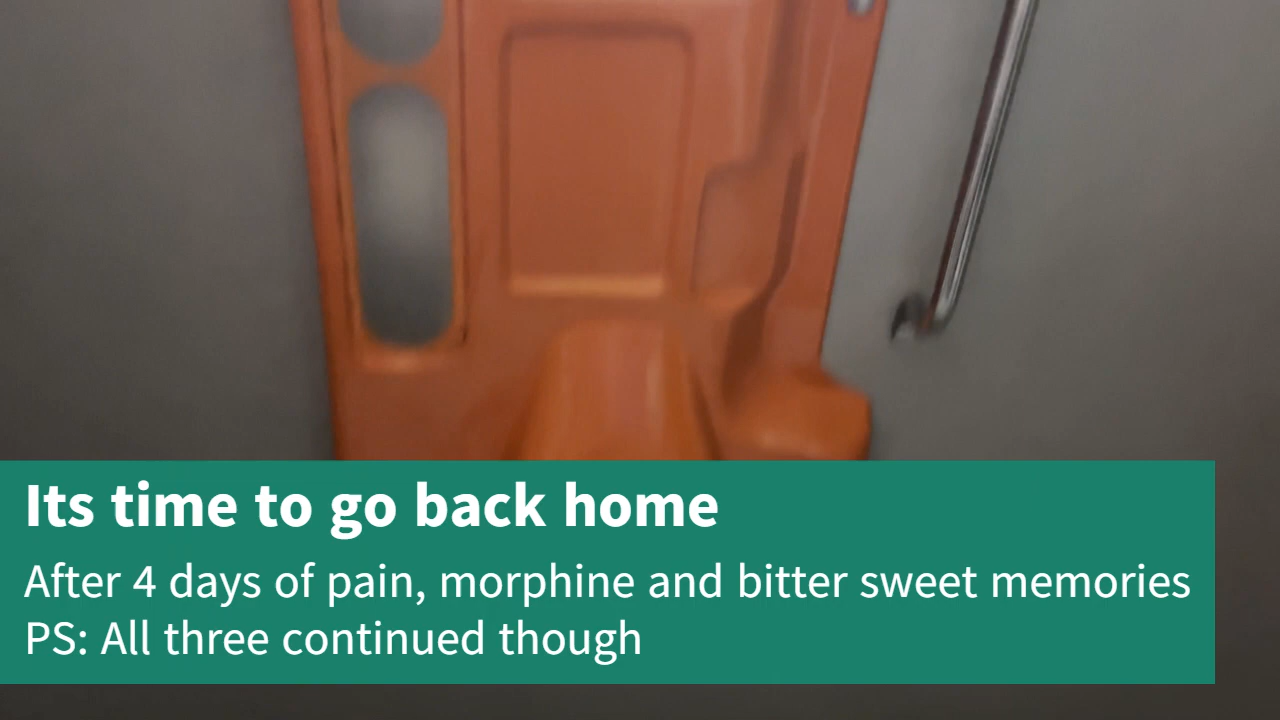 Its time to go back home
After 4 days of pain, morphine and bitter sweet memories
PS: All three continued though